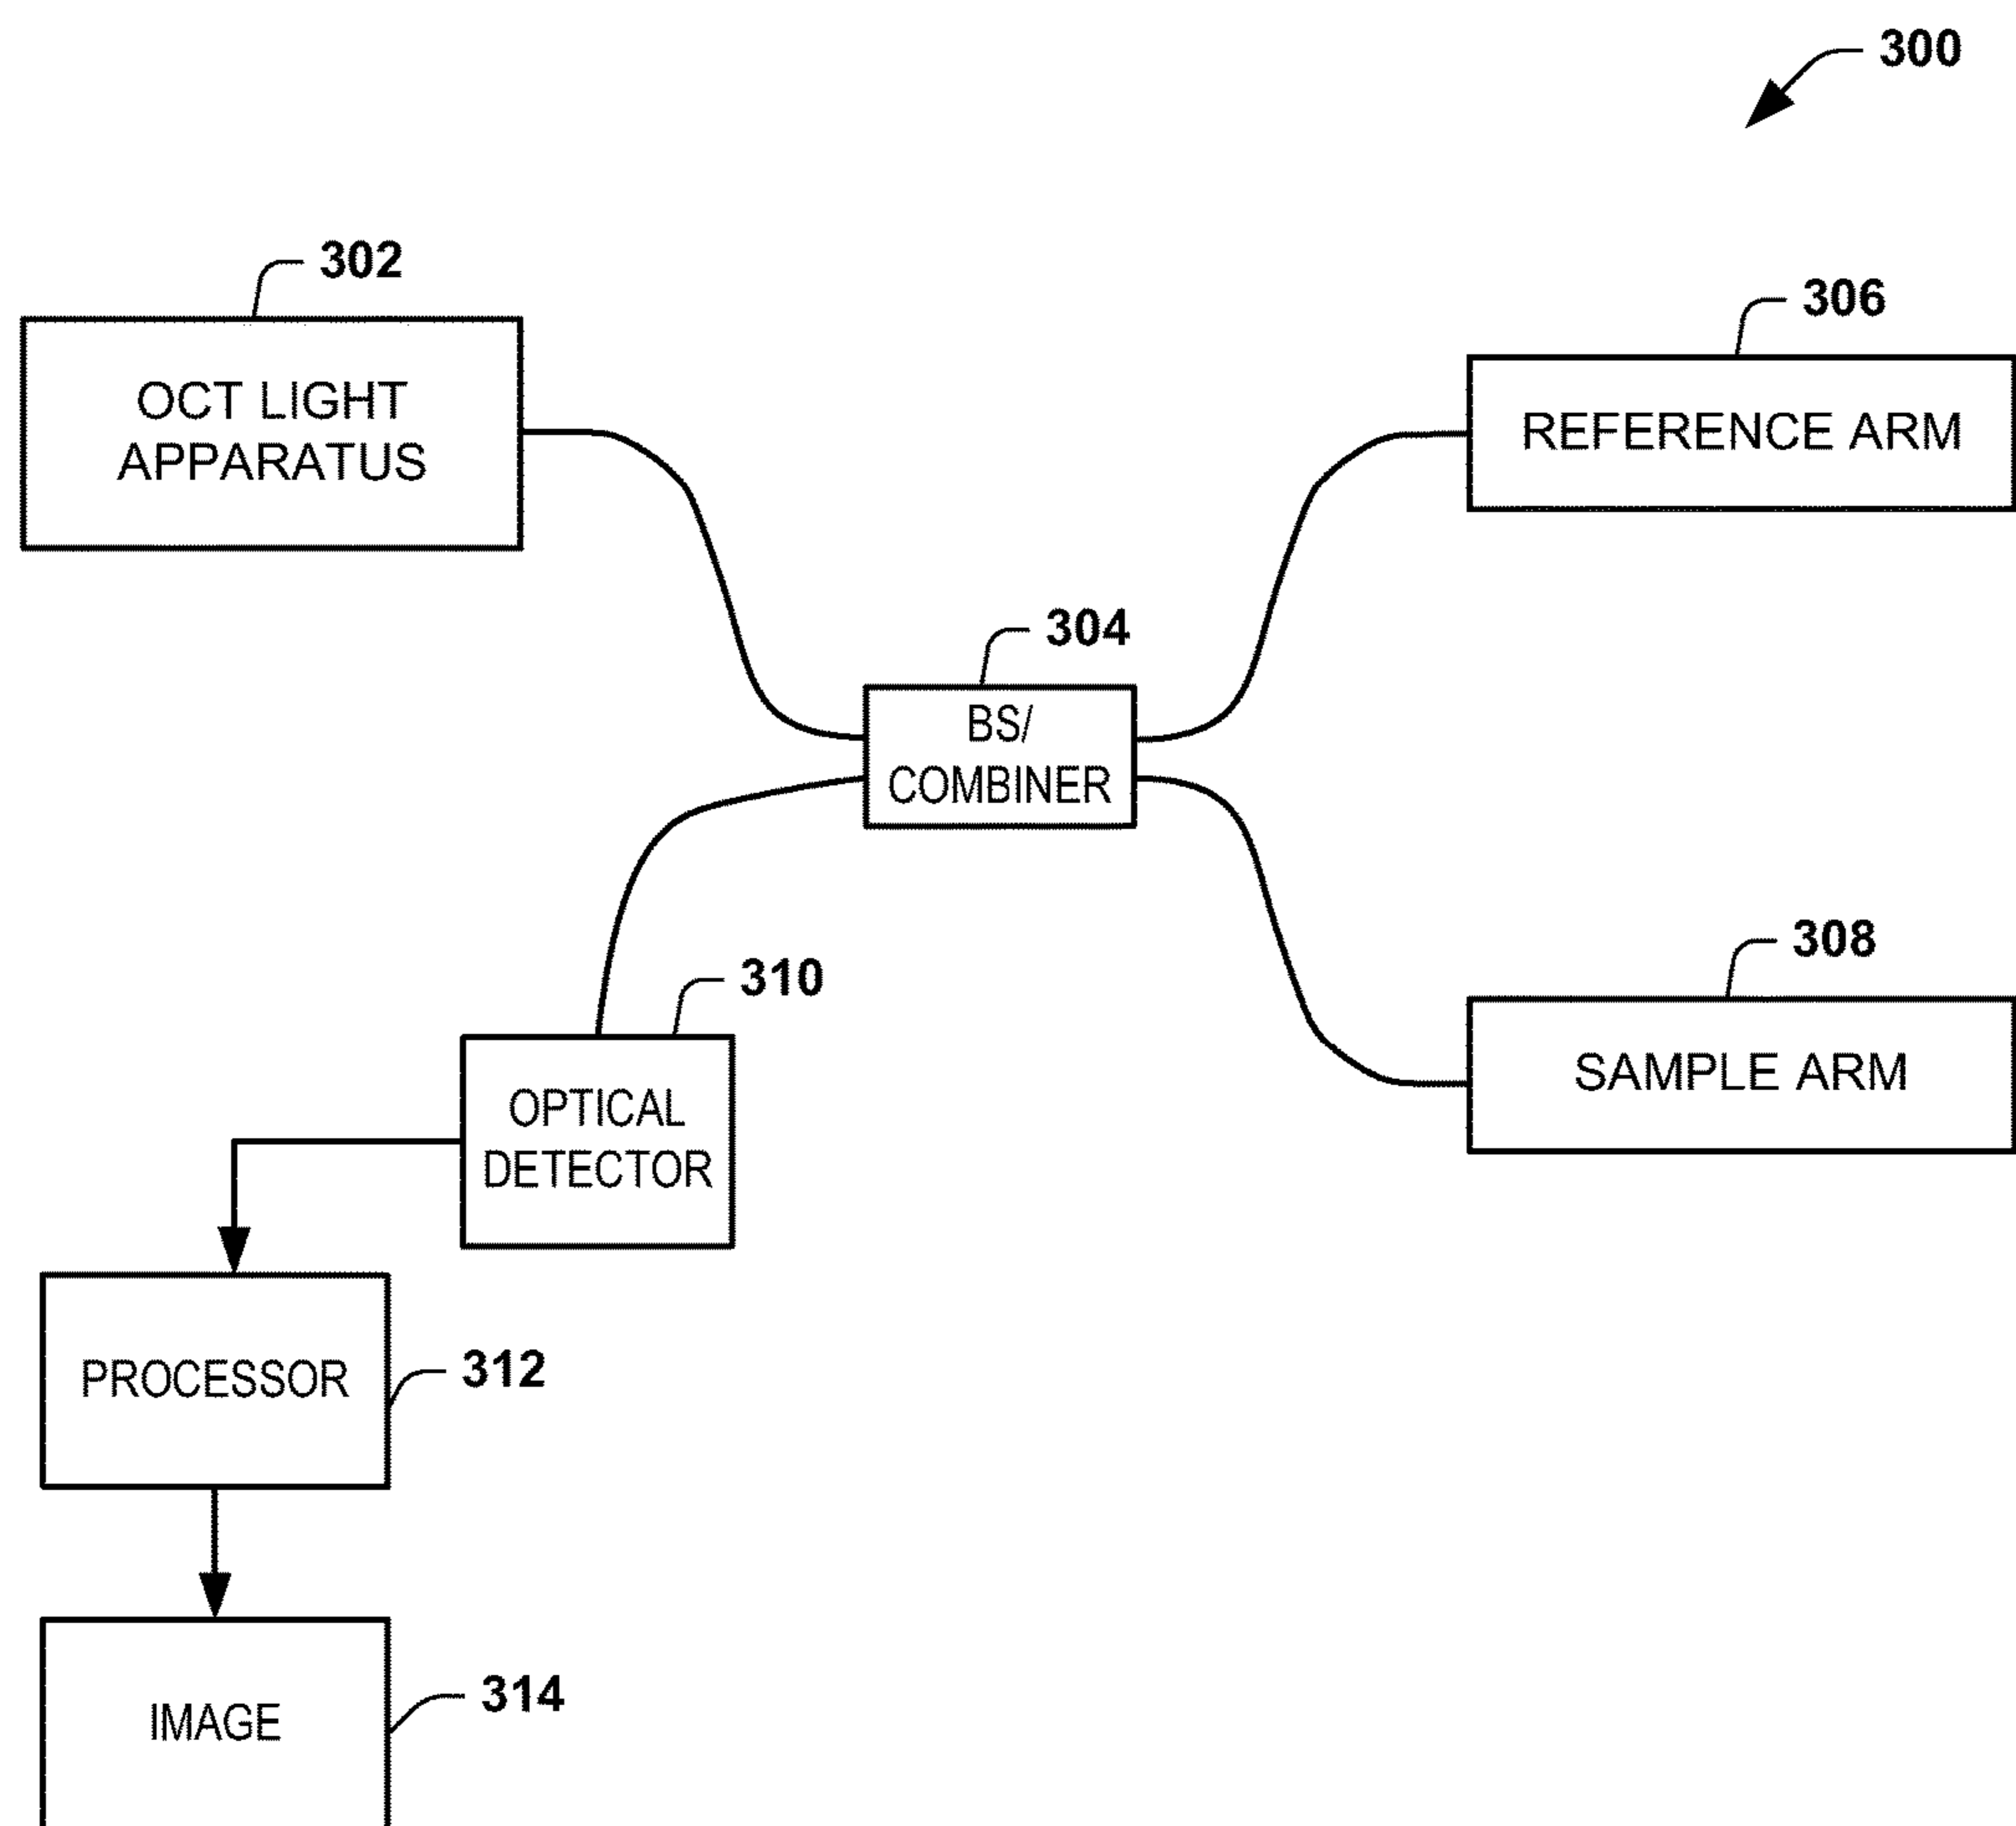 300
302
OCT LIGHT
APPARATUS
306
REFERENCE ARM
304
BS/
COMBINER
308
SAMPLE ARM
310
OPTICAL
DETECTOR
312
PROCESSOR
314
IMAGE